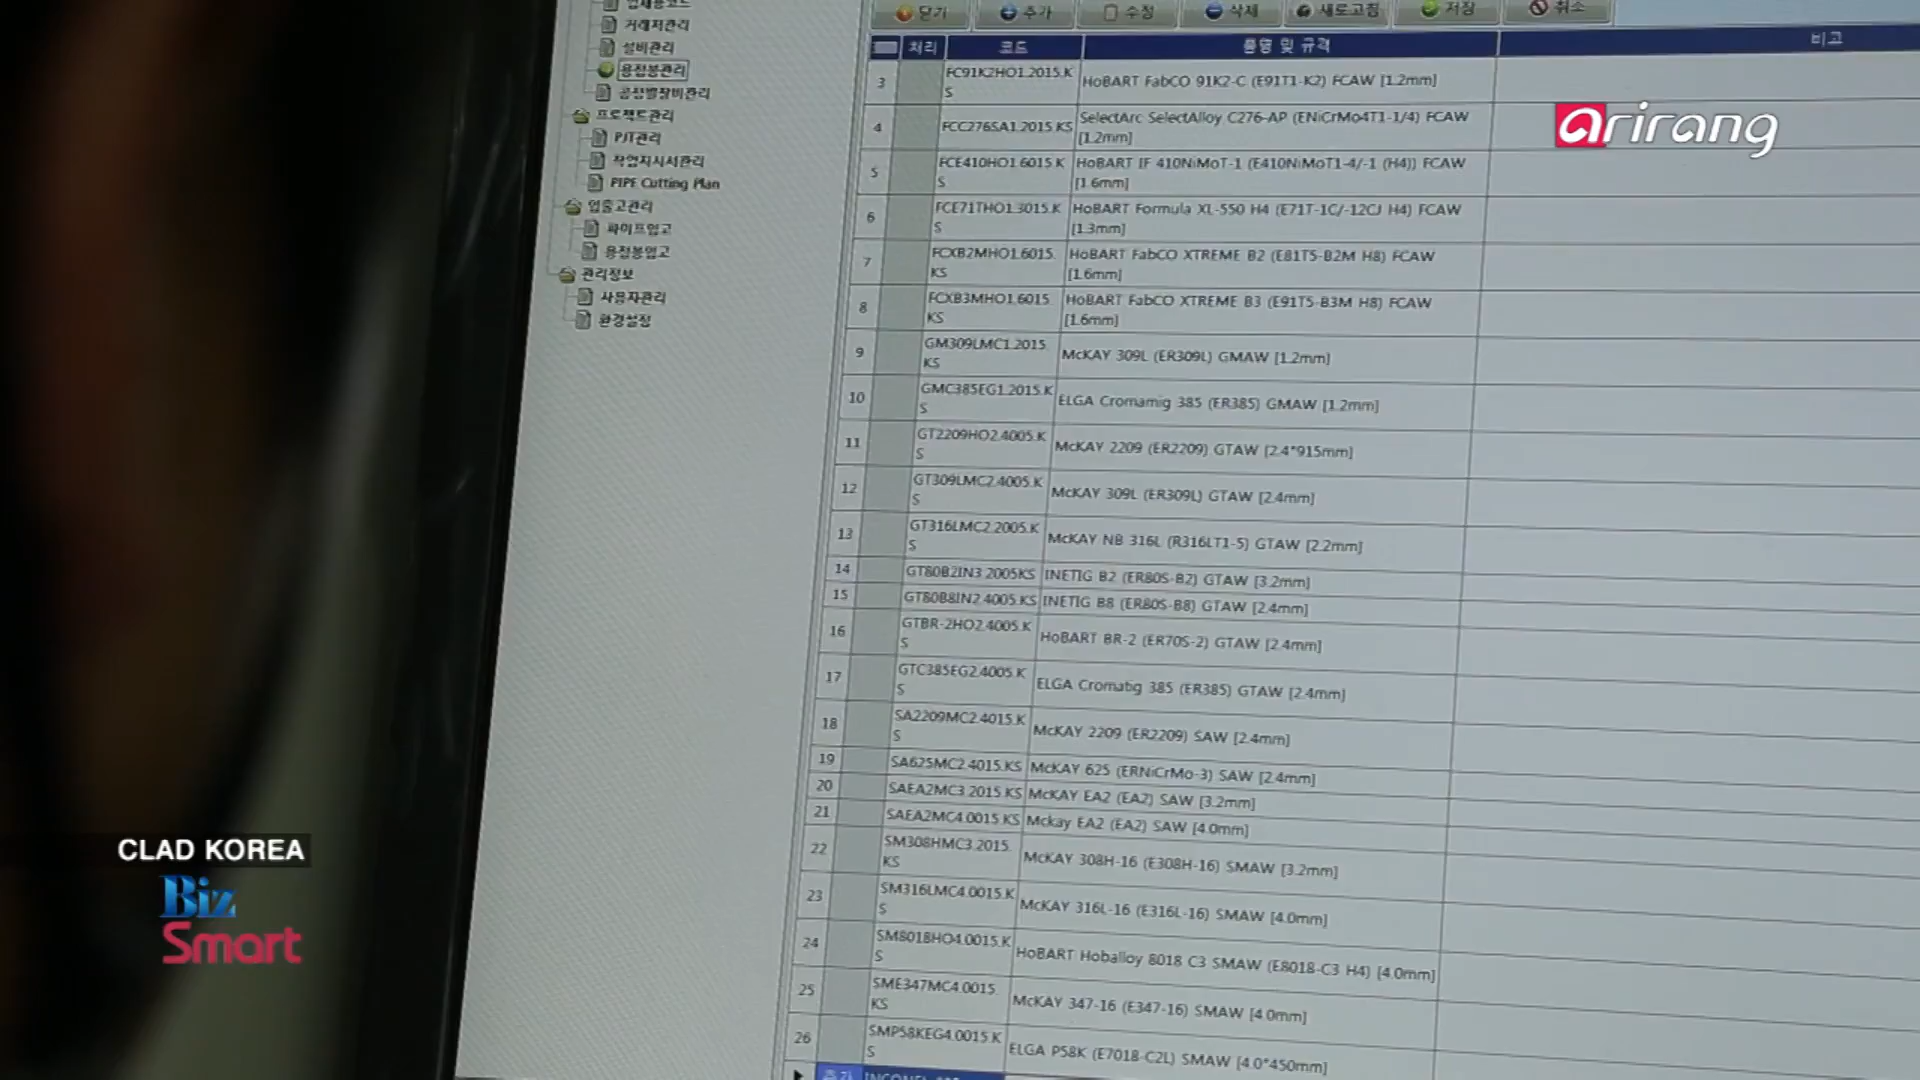 거래처관리
설비관리
용접봉관리
공정별장비관리
프로젝트관리
PJT관리
작업지시서관리
PIPE Cutting Plan
입출고관리
파이프입고
용접봉입고
관리정보
사용자관리
환경설정
닫기 추가 수정 삭제 새로고침 저장 취소
처리 코드 품명 및 규격 비고
3 FC91K2HO1.2015.K
S HoBART FabCO 91K2-C (E91T1-K2) FCAW [1.2mm]
4 FCC276SA1.2015.KS SelectArc SelectAlloy C276-AP (ENiCrMo4T1-1/4) FCAW
[1.2mm]
5 FCE410HO1.6015.K
S HoBART IF 410NiMoT-1 (E410NiMoT1-4/-1 (H4)) FCAW
[1.6mm]
6 FCE71THO1.3015.K
S HoBART Formula XL-550 H4 (E71T-1C/-12CJ H4) FCAW
[1.3mm]
7 FCXB2MHO1.6015.
KS HoBART FabCO XTREME B2 (E81T5-B2M H8) FCAW
[1.6mm]
8 FCXB3MHO1.6015.
KS HoBART FabCO XTREME B3 (E91T5-B3M H8) FCAW
[1.6mm]
9 GM309LMC1.2015.
KS McKAY 309L (ER309L) GMAW [1.2mm]
10 GMC385EG1.2015.K
S ELGA Cromamig 385 (ER385) GMAW [1.2mm]
11 GT2209HO2.4005.K
S McKAY 2209 (ER2209) GTAW [2.4*915mm]
12 GT309LMC2.4005.K
S McKAY 309L (ER309L) GTAW [2.4mm]
13 GT316LMC2.2005.K
S McKAY NB 316L (R316LT1-5) GTAW [2.2mm]
14 GT80B2IN3.2005KS INETIG B2 (ER80S-B2) GTAW [3.2mm]
15 GT80B8IN2.4005.KS INETIG B8 (ER80S-B8) GTAW [2.4mm]
16 GTBR-2HO2.4005.K
S HoBART BR-2 (ER70S-2) GTAW [2.4mm]
17 GTC385EG2.4005.K
S ELGA Cromatig 385 (ER385) GTAW [2.4mm]
18 SA2209MC2.4015.K
S McKAY 2209 (ER2209) SAW [2.4mm]
19 SA625MC2.4015.KS McKAY 625 (ERNiCrMo-3) SAW [2.4mm]
20 SAEA2MC3.2015.KS McKAY EA2 (EA2) SAW [3.2mm]
21 SAEA2MC4.0015.KS Mckay EA2 (EA2) SAW [4.0mm]
22 SM308HMC3.2015.
KS McKAY 308H-16 (E308H-16) SMAW [3.2mm]
23 SM316LMC4.0015.K
S McKAY 316L-16 (E316L-16) SMAW [4.0mm]
24 SM8018HO4.0015.K
S HoBART Hoballoy 8018 C3 SMAW (E8018-C3 H4) [4.0mm]
25 SME347MC4.0015.
KS McKAY 347-16 (E347-16) SMAW [4.0mm]
26 SMP58KEG4.0015.K
S ELGA P58K (E7018-C2L) SMAW [4.0*450mm]
arirang
CLAD KOREA
Biz
Smart